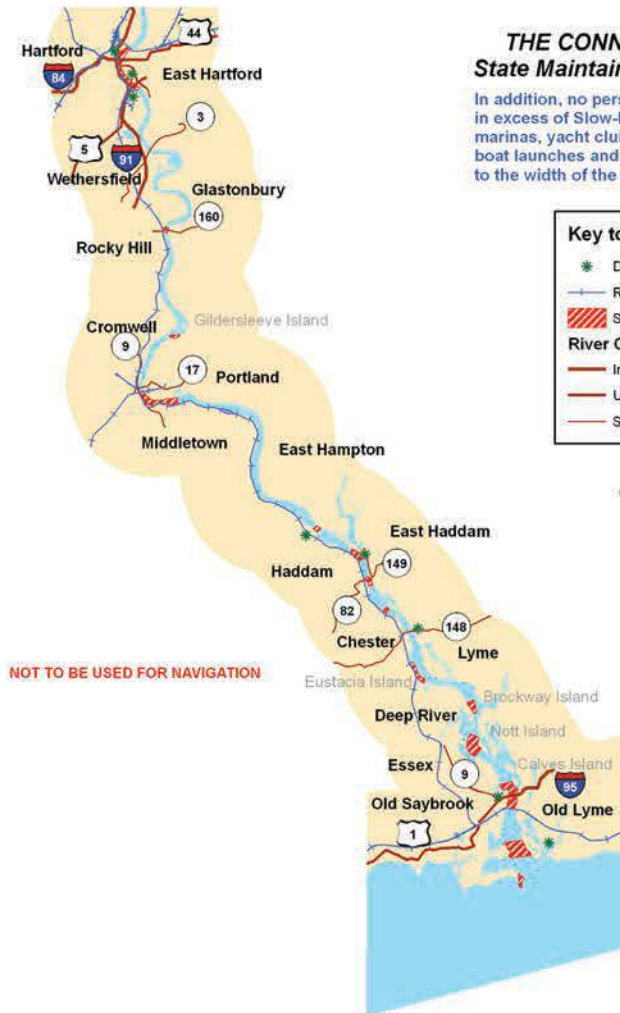 44
Hartford
84
East Hartford
3
5
91
Wethersfield
Glastonbury
160
Rocky Hill
Gildersleeve Island
Cromwell
9
17
Portland
Middletown
East Hampton
East Haddam
149
Haddam
82
148
Chester
Lyme
NOT TO BE USED FOR NAVIGATION
Eustacia Island
Brockway Island
Deep River
Nott Island
Essex
Calves Island
9
95
Old Saybrook
Old Lyme
1
THE CONN
State Maintai
In addition, no pers
in excess of Slow-
marinas, yacht clu
boat launches and
to the width of the
Key to
D
R
S
River C
In
U
S